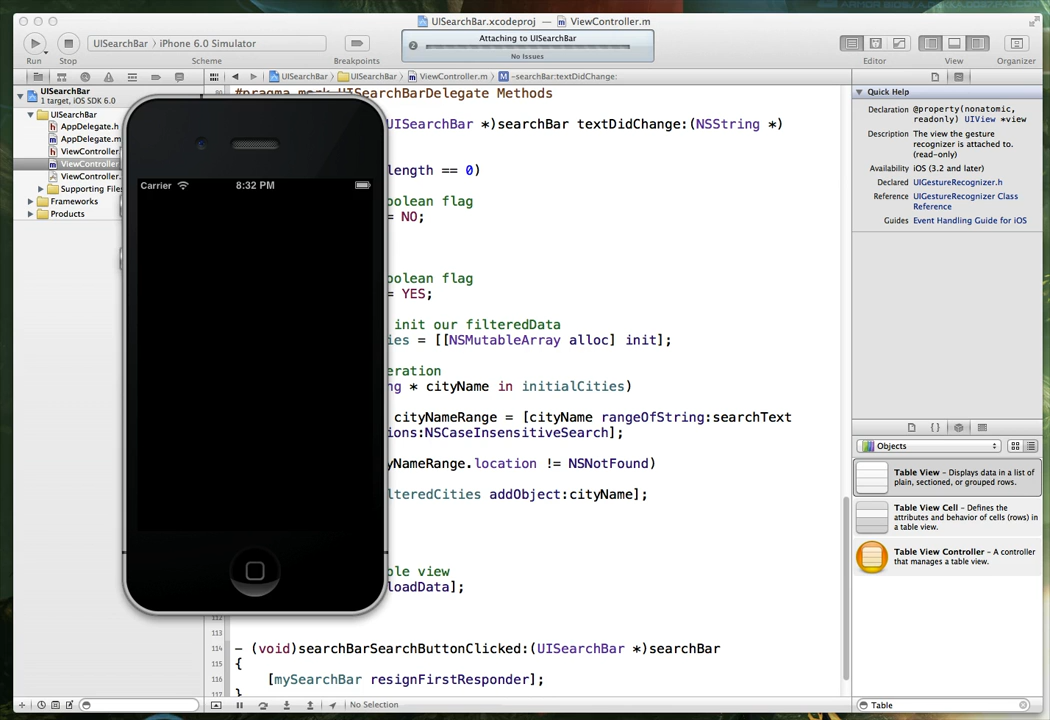 UISearchBar.xcodeproj — ViewController.m
UISearchBar › iPhone 6.0 Simulator
2
Attaching to UISearchBar
No Issues
Run
Stop
Scheme
Breakpoints
Editor
View
Organizer
UISearchBar
UISearchBar
ViewController.m
-searchBar:textDidChange:
UISearchBar
1 target, iOS SDK 6.0
UISearchBar
AppDelegate.h
AppDelegate.m
ViewController
ViewController
ViewController.
Supporting Files
Frameworks
Products
Carrier
8:32 PM
#pragma mark UISearchBarDelegate Methods
UISearchBar *)searchBar textDidChange:(NSString *)
length == 0)
oolean flag
= NO;
oolean flag
= YES;
init our filteredData
ies = [[NSMutableArray alloc] init];
eration
ng * cityName in initialCities)
cityNameRange = [cityName rangeOfString:searchText
ions:NSCaseInsensitiveSearch];
yNameRange.location != NSNotFound)
lteredCities addObject:cityName];
ble view
loadData];
112
113
114
- (void)searchBarSearchButtonClicked:(UISearchBar *)searchBar
115
{
116
[mySearchBar resignFirstResponder];
117
}
No Selection
Quick Help
Declaration @property(nonatomic, readonly) UIView *view
Description The view the gesture
recognizer is attached to.
(read-only)
Availability iOS (3.2 and later)
Declared UIGestureRecognizer.h
Reference UIGestureRecognizer Class
Reference
Guides Event Handling Guide for iOS
Objects
Table View - Displays data in a list of
plain, sectioned, or grouped rows.
Table View Cell - Defines the
attributes and behavior of cells (rows) in
a table view.
Table View Controller - A controller
that manages a table view.
Table